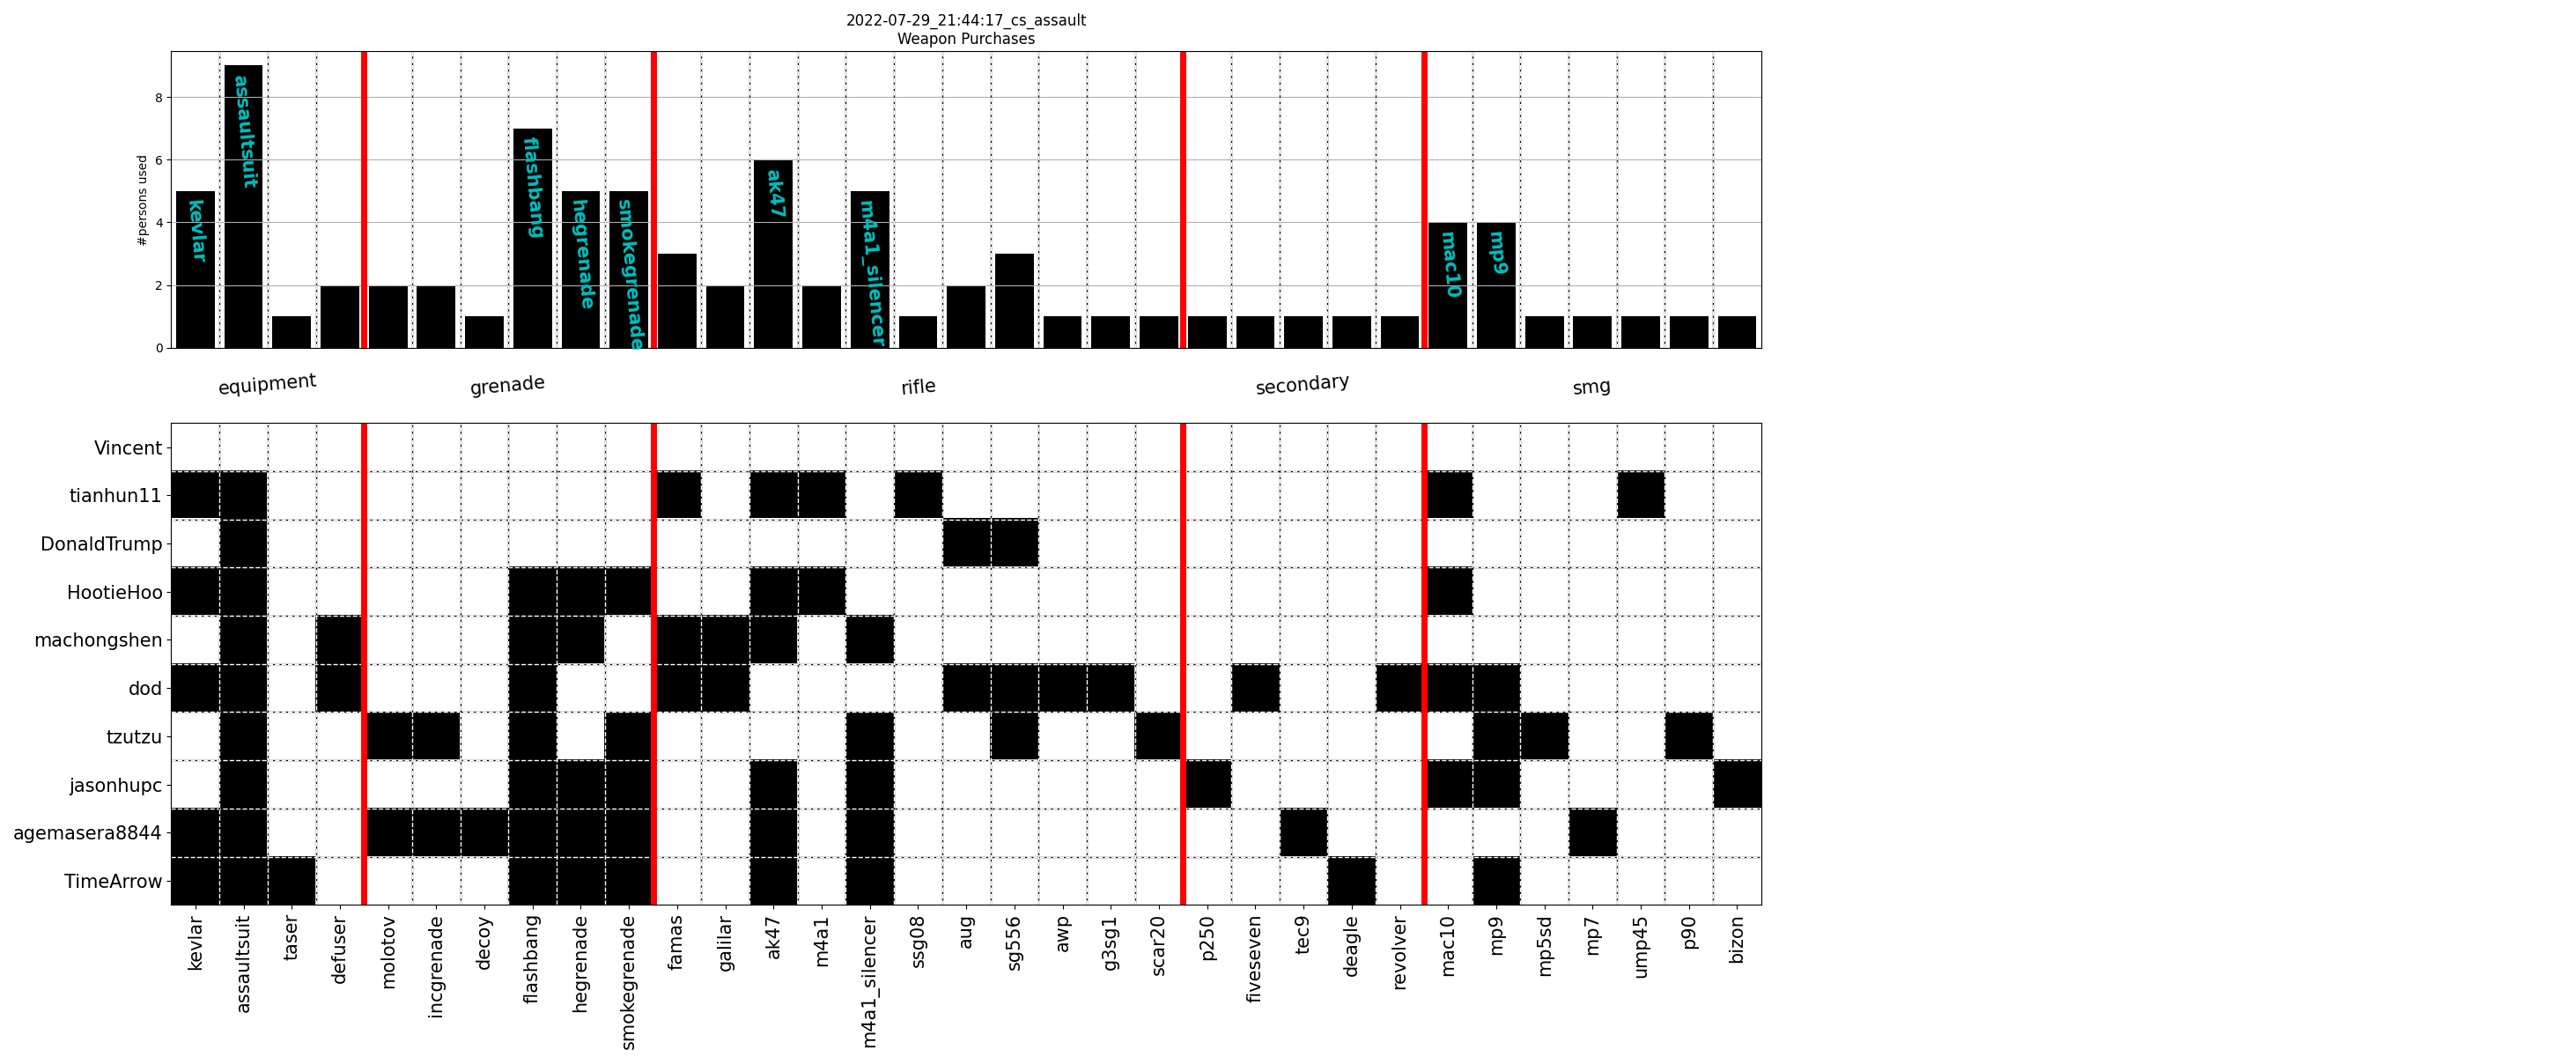 2022-07-29_21:44:17_cs_assault
Weapon Purchases
#persons used
8
6
4
2
0
kevlar
assaultsuit
flashbang
hegrenade
smokegrenade
ak47
m4a1_silencer
mac10
mp9
equipment
grenade
rifle
secondary
smg
Vincent
tianhun11
DonaldTrump
HootieHoo
machongshen
dod
tzutzu
jasonhupc
agemasera8844
TimeArrow
kevlar
assaultsuit
taser
defuser
molotov
incgrenade
decoy
flashbang
hegrenade
smokegrenade
famas
galilar
ak47
m4a1
m4a1_silencer
ssg08
aug
sg556
awp
g3sg1
scar20
p250
fiveseven
tec9
deagle
revolver
mac10
mp9
mp5sd
mp7
ump45
p90
bizon